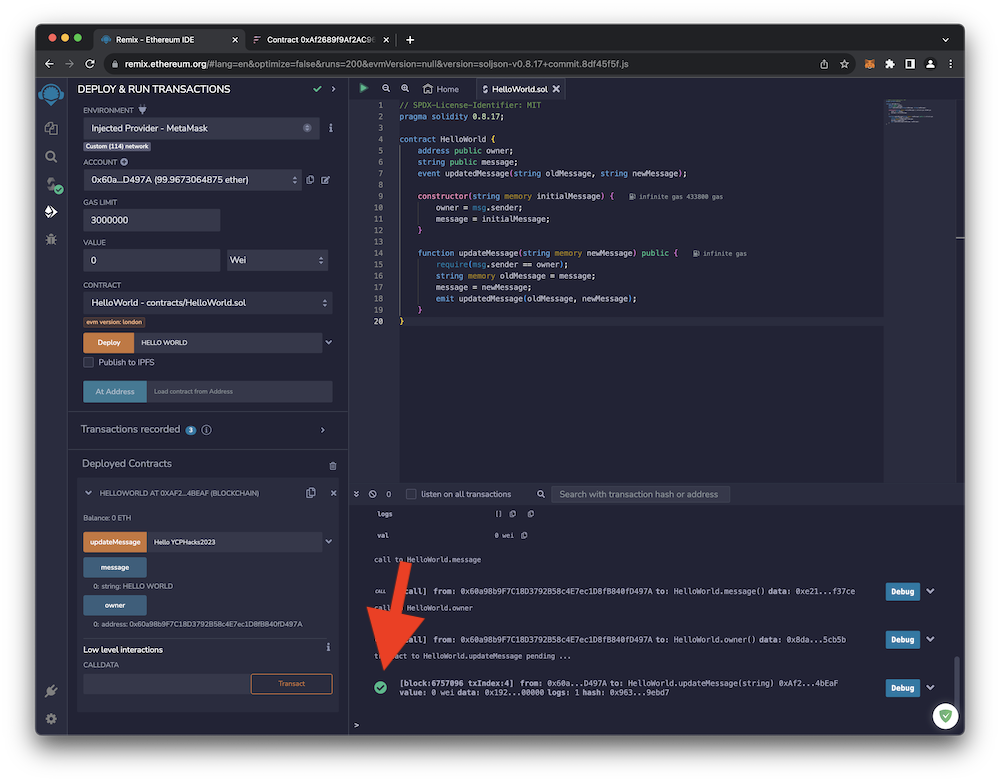 Remix - Ethereum IDE
Contract 0xAf2689f9Af2AC9
remix.ethereum.org/#lang=en&optimize=false&runs=200&evmVersion=null&version=soljson-v0.8.17+commit.8df45f5f.js
DEPLOY & RUN TRANSACTIONS
ENVIRONMENT
Injected Provider - MetaMask
Custom (114) network
ACCOUNT
0x60a...D497A (99.9673064875 ether)
GAS LIMIT
3000000
VALUE
0
Wei
CONTRACT
HelloWorld - contracts/HelloWorld.sol
evm version: london
Deploy
HELLO WORLD
Publish to IPFS
At Address
Load contract from Address
Transactions recorded 3
Deployed Contracts
HELLOWORLD AT 0XAF2...4BEAF (BLOCKCHAIN)
Balance: 0 ETH
updateMessage
Hello YCPHacks2023
message
0: string: HELLO WORLD
owner
0: address: 0x60a98b9F7C18D3792B58c4E7ec1D8fBB40fD497A
Low level interactions
CALLDATA
Transact
Home
HelloWorld.sol
1 // SPDX-License-Identifier: MIT
2 pragma solidity 0.8.17;
3
4 contract HelloWorld {
5 address public owner;
6 string public message;
7 event updatedMessage(string oldMessage, string newMessage);
8
9 constructor(string memory initialMessage) { infinite gas 433800 gas
10 owner = msg.sender;
11 message = initialMessage;
12 }
13
14 function updateMessage(string memory newMessage) public { infinite gas
15 require(msg.sender == owner);
16 string memory oldMessage = message;
17 message = newMessage;
18 emit updatedMessage(oldMessage, newMessage);
19 }
20 }
0
listen on all transactions
Search with transaction hash or address
logs []
val 0 wei
call to HelloWorld.message
CALL call] from: 0x60a98b9F7C18D3792B58c4E7ec1D8fBB40fD497A to: HelloWorld.message() data: 0xe21...f37ce
Debug
HelloWorld.owner
call] from: 0x60a98b9F7C18D3792B58c4E7ec1D8fBB40fD497A to: HelloWorld.owner() data: 0x8da...5cb5b
Debug
to HelloWorld.updateMessage pending ...
[block:6757096 txIndex:4] from: 0x60a...D497A to: HelloWorld.updateMessage(string) 0xAf2...4bEaF
value: 0 wei data: 0x192...00000 logs: 1 hash: 0x963...9ebd7
Debug
>